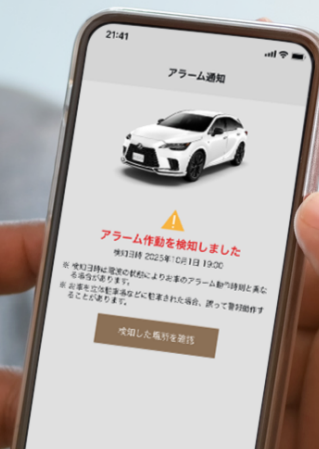 21:41
アラーム通知
アラーム作動を検知しました
検知日時 2025年10月1日 19:00
※ 検知日時は電波の状態によりお車のアラーム動作時刻と異な
る場合があります。
※ お車を立体駐車場などに駐車された場合、誤って警報動作す
ることがあります。
検知した場所を確認